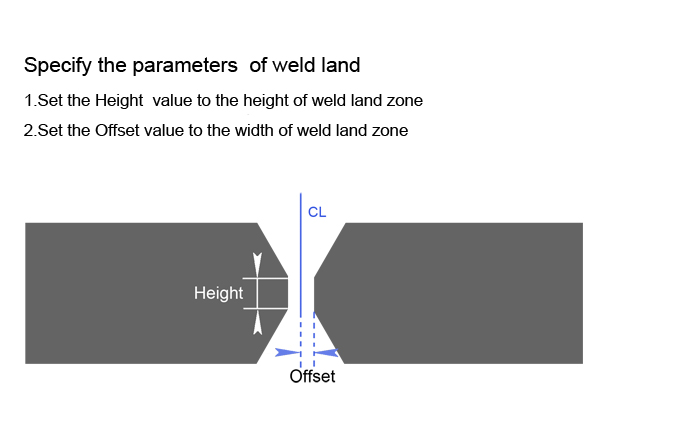 Specify the parameters  of weld land
1.Set the Height  value to the height of weld land zone
2.Set the Offset value to the width of weld land zone
CL
Height
Offset